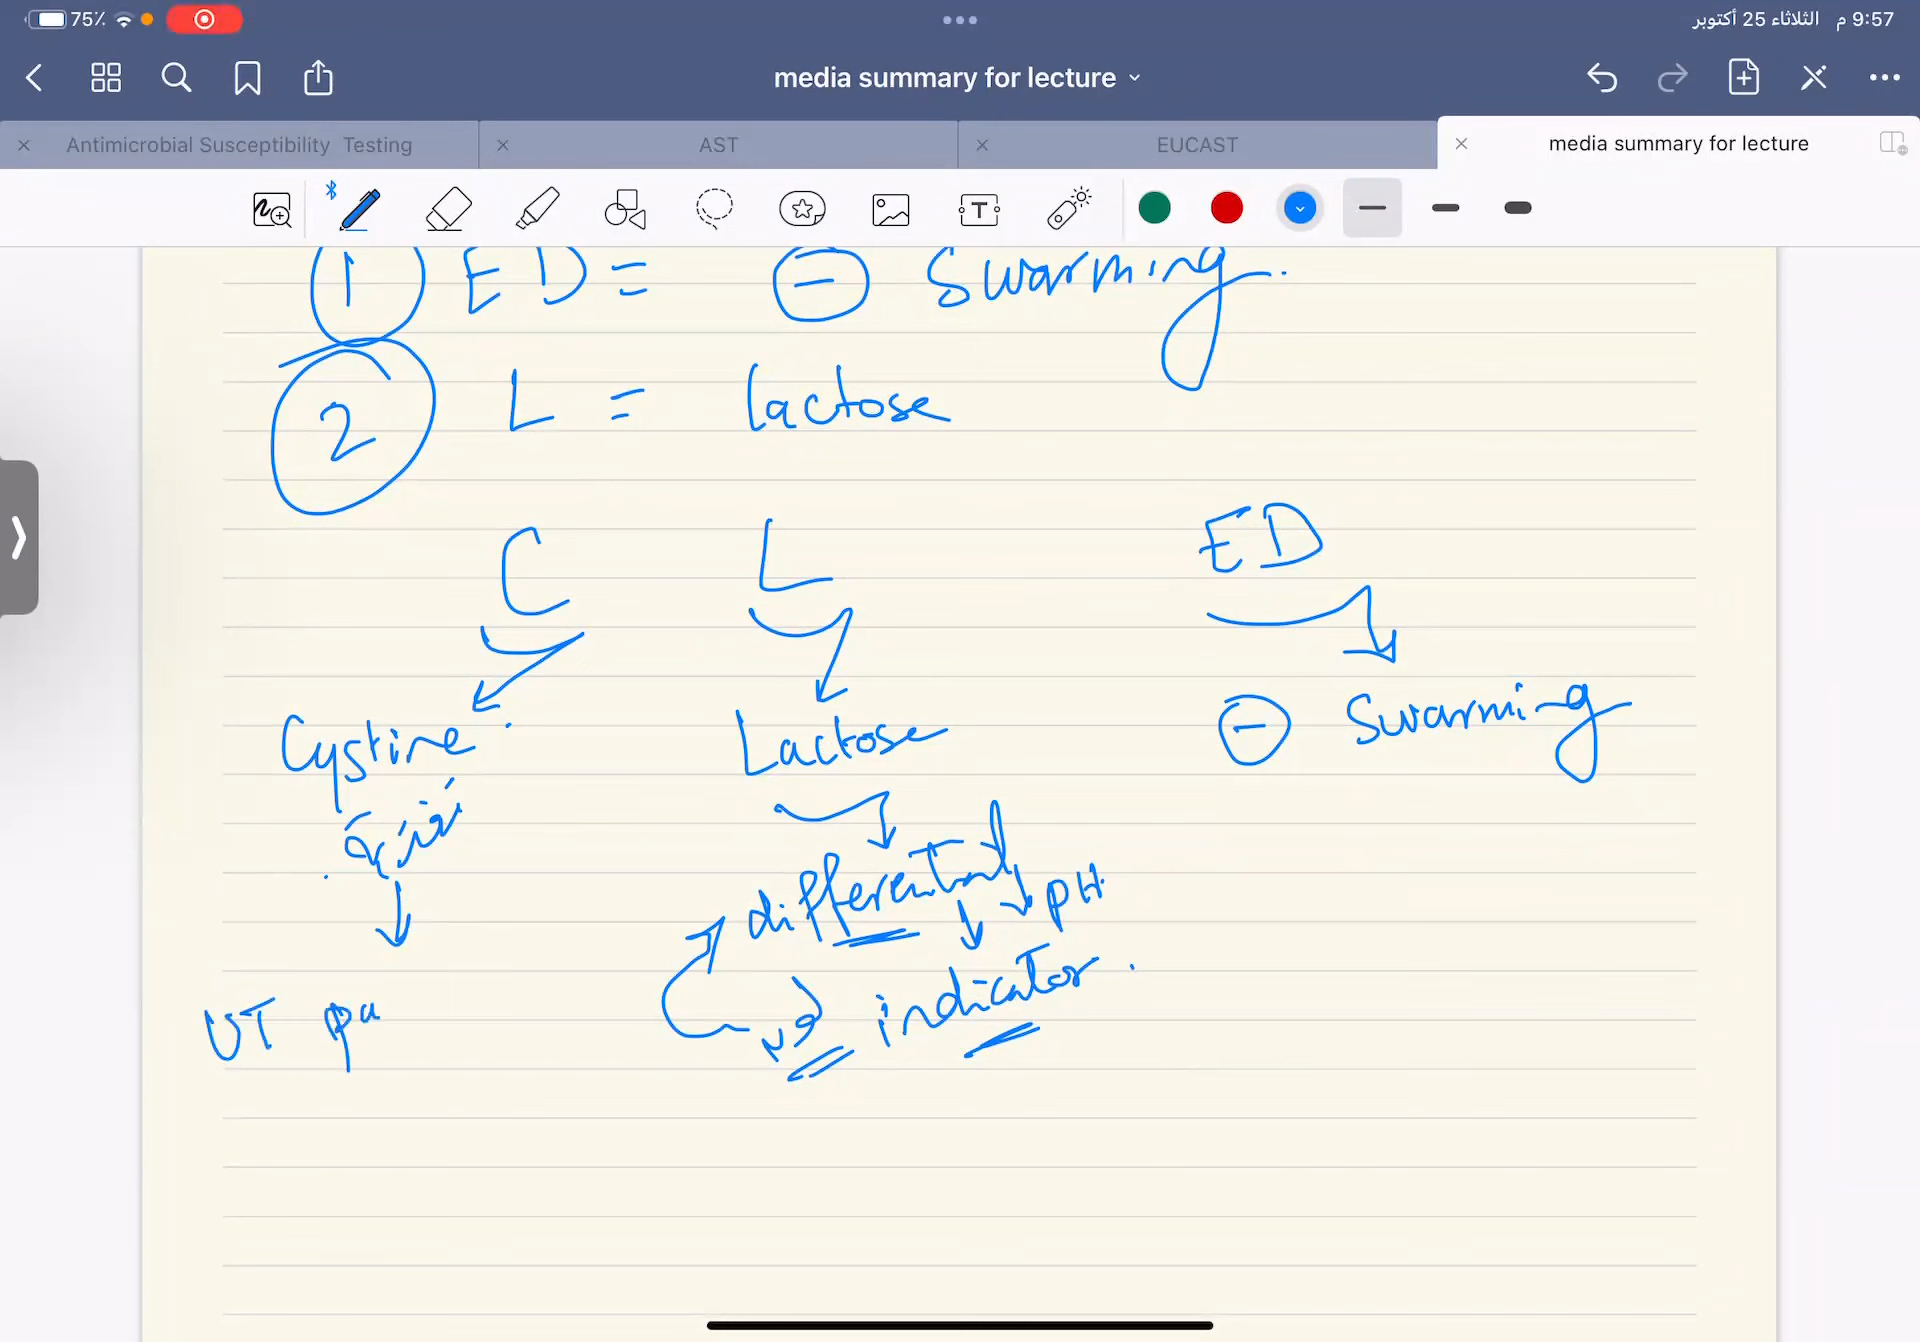 75٪
9:57 م الثلاثاء 25 أكتوبر
media summary for lecture
Antimicrobial Susceptibility Testing
AST
EUCAST
media summary for lecture
T
1 ED = - Swarming.
2 L = lactose
C L ED
Cystine Lactose - Swarming
differential pH
indicator.
UT pa